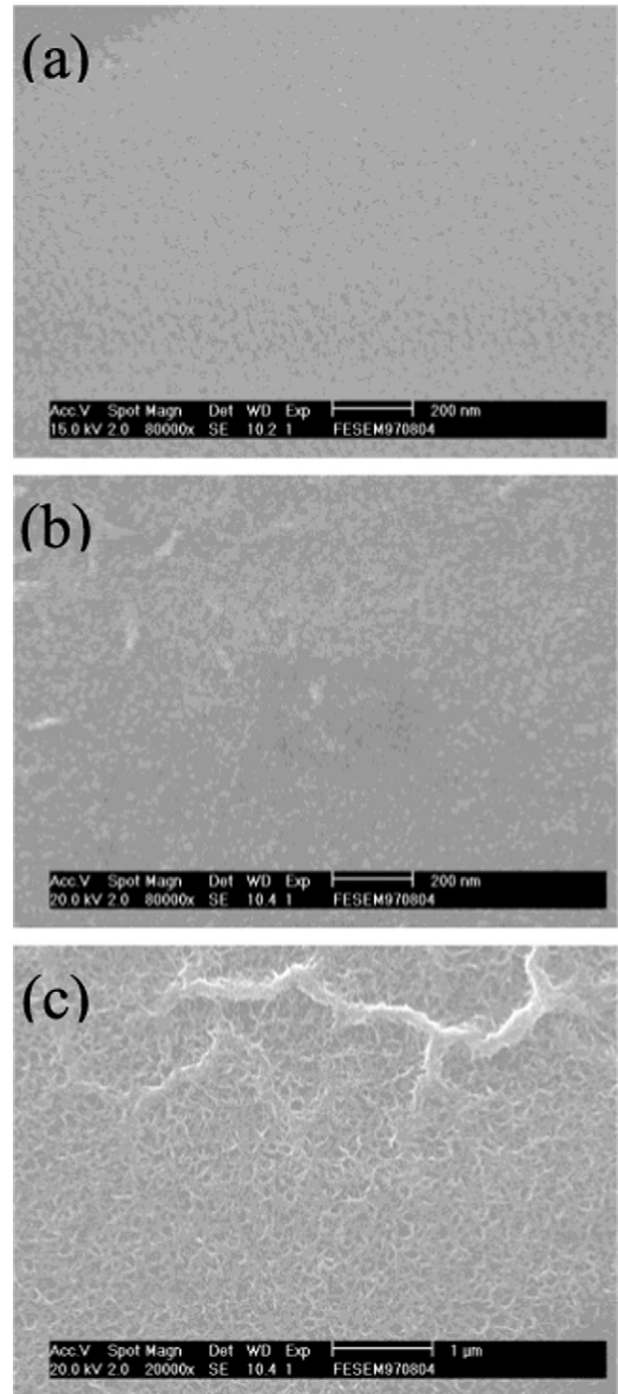 (a)
Acc.V Spot Magn Det WD Exp 200 nm
15.0 kV 2.0 80000x SE 10.2 1 FESEM970804
(b)
Acc.V Spot Magn Det WD Exp 200 nm
20.0 kV 2.0 80000x SE 10.4 1 FESEM970804
(c)
Acc.V Spot Magn Det WD Exp 1 µm
20.0 kV 2.0 20000x SE 10.4 1 FESEM970804